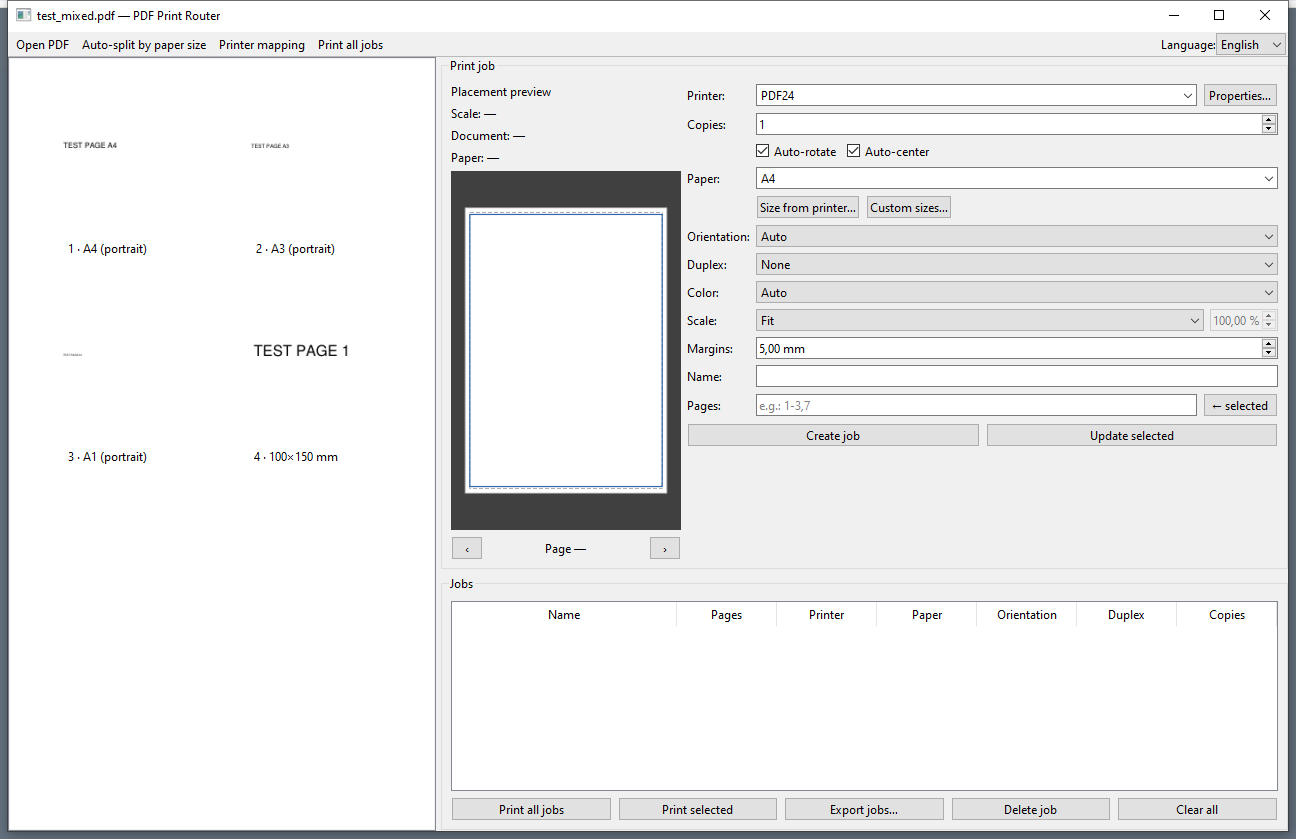 test_mixed.pdf — PDF Print Router
Open PDF Auto-split by paper size Printer mapping Print all jobs Language: English
TEST PAGE A4 TEST PAGE A3
1 · A4 (portrait) 2 · A3 (portrait)
TEST PAGE 1
3 · A1 (portrait) 4 · 100×150 mm
Print job
Placement preview
Scale: —
Document: —
Paper: —
‹ Page — ›
Printer: PDF24 Properties...
Copies: 1
Auto-rotate Auto-center
Paper: A4
Size from printer... Custom sizes...
Orientation: Auto
Duplex: None
Color: Auto
Scale: Fit 100,00 %
Margins: 5,00 mm
Name:
Pages: e.g.: 1-3,7 ← selected
Create job Update selected
Jobs
Name Pages Printer Paper Orientation Duplex Copies
Print all jobs Print selected Export jobs... Delete job Clear all